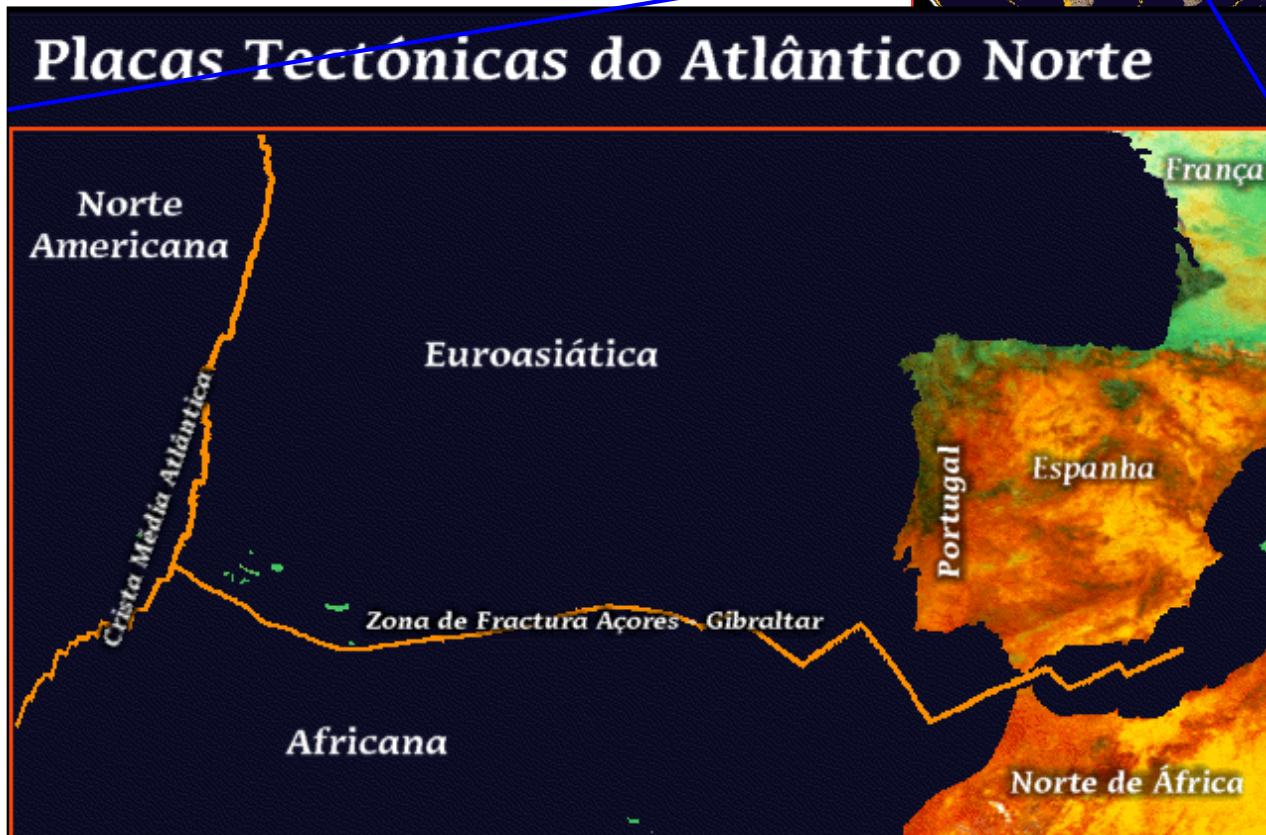 Placas Tectónicas do Atlântico Norte
França
Norte
Americana
Euroasiática
Crista Média Atlântica
Espanha
Portugal
Zona de Fractura Açores - Gibraltar
Africana
Norte de África